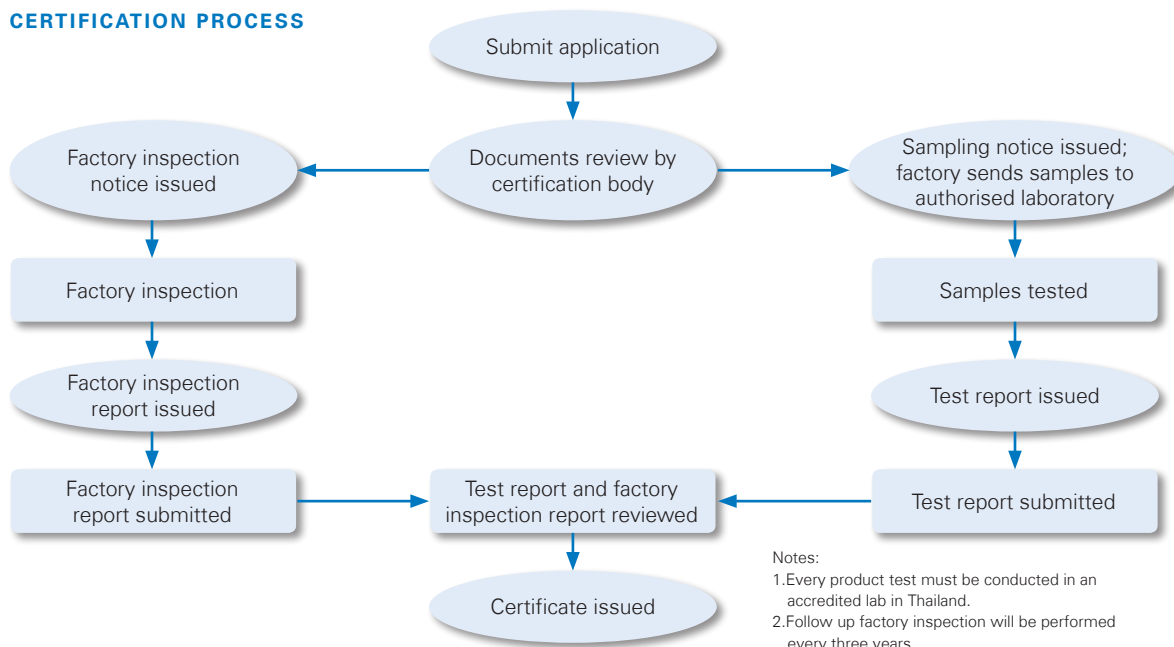 CERTIFICATION PROCESS
Submit application
Factory inspection
notice issued
Documents review by
certification body
Sampling notice issued;
factory sends samples to
authorised laboratory
Factory inspection
Samples tested
Factory inspection
report issued
Test report issued
Factory inspection
report submitted
Test report and factory
inspection report reviewed
Test report submitted
Certificate issued
Notes:
1.Every product test must be conducted in an
accredited lab in Thailand.
2.Follow up factory inspection will be performed
every three years